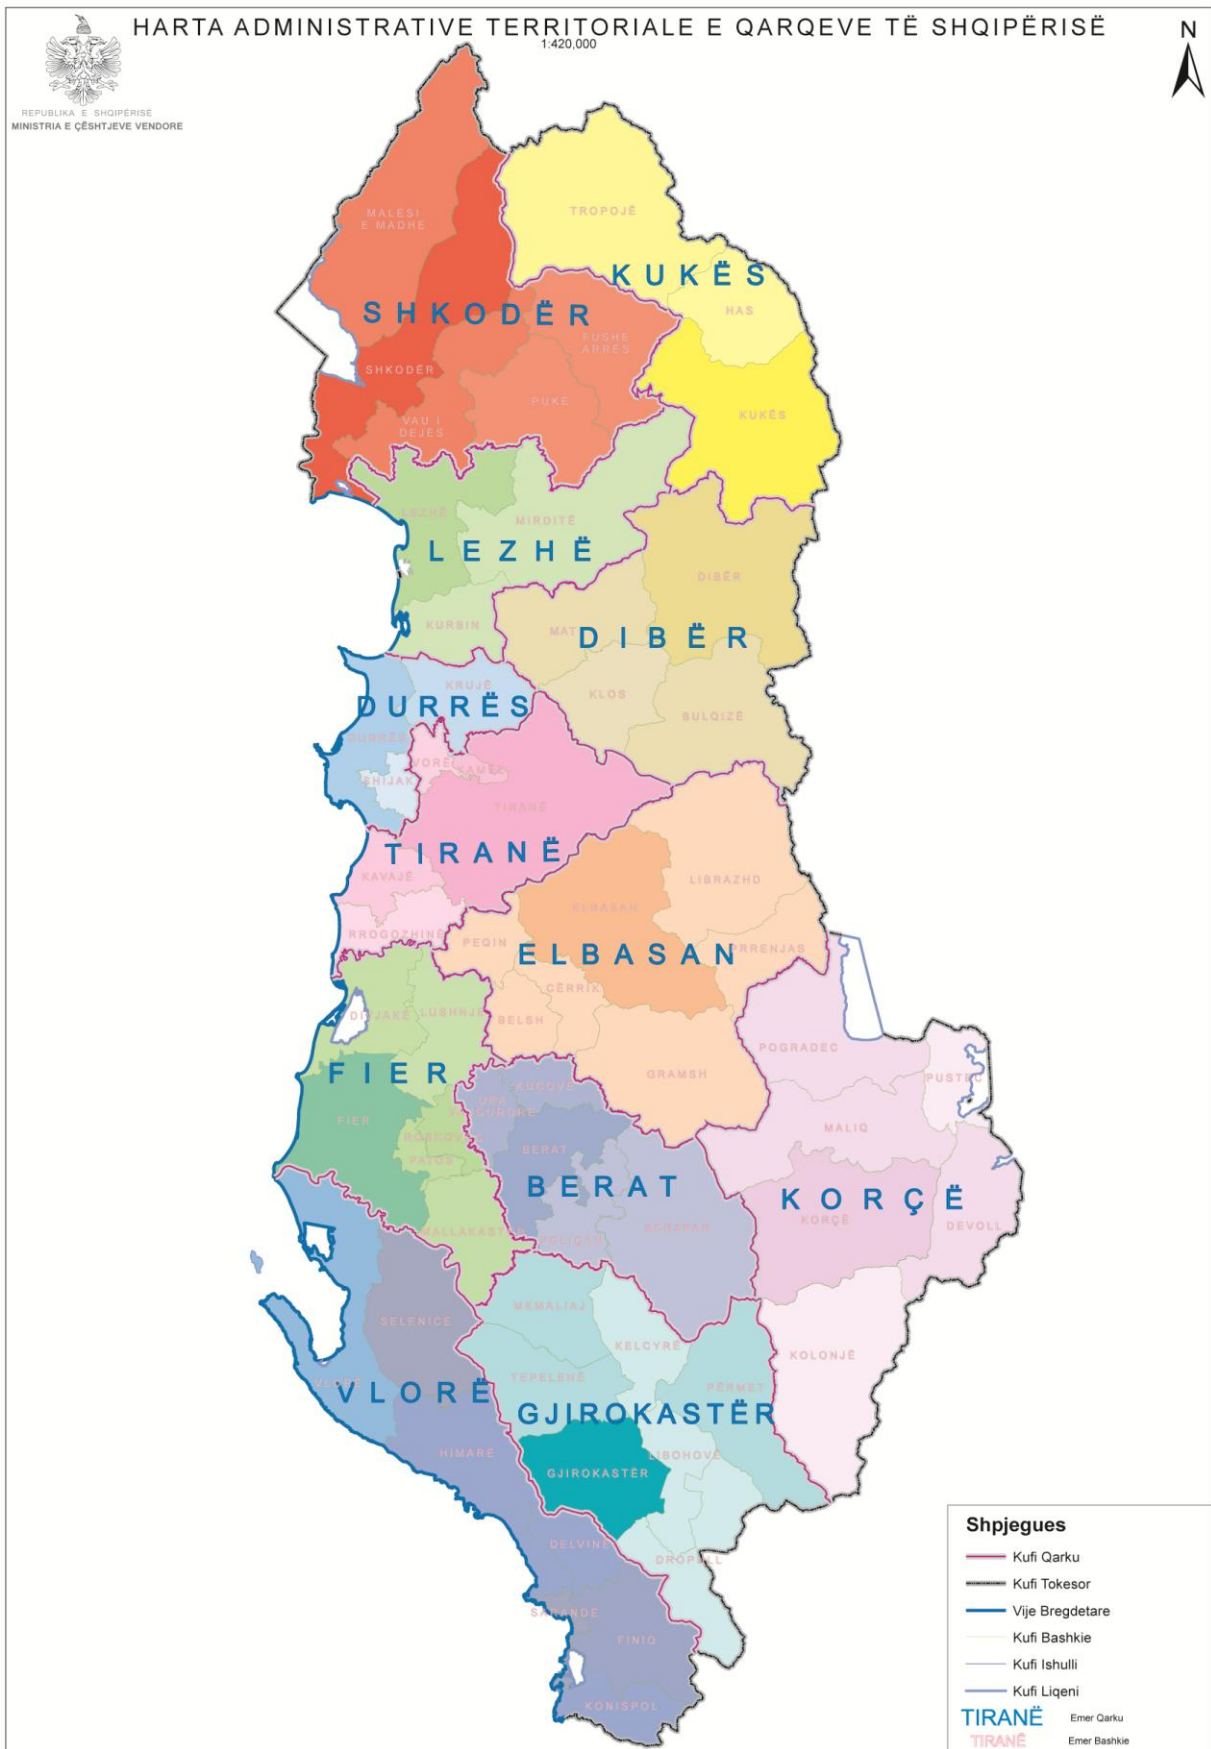 HARTA ADMINISTRATIVE TERRITORIALE E QARQEVE TË SHQIPËRISË
1:420,000
N
REPUBLIKA E SHQIPËRISË
MINISTRIA E ÇËSHTJEVE VENDORE
MALESI
E MADHE
TROPOJË
KUKËS
HAS
SHKODËR
FUSHE
ARRËS
SHKODËR
PUKE
KUKËS
VAU I
DEJËS
LEZHË
MIRDITË
LEZHË
DIBËR
KURBIN
MAT
DIBËR
KRUJË
KLOS
DURRËS
BULQIZË
DURRËS
VORË
KAMËZ
SHIJAK
TIRANË
TIRANË
KAVAJË
LIBRAZHD
ELBASAN
RROGOZHINË
PEQIN
PRRENJAS
ELBASAN
CËRRIK
DIVJAKË
LUSHNJE
BELSH
POGRADEC
FIER
GRAMSH
PUSTEC
KUÇOVË
URA
FIER
MALIQ
ROSKOVEC
BERAT
PATOS
BERAT
KORÇË
KORÇË
DEVOLL
MALLAKASTËR
POLIÇAN
SKRAPAR
MEMALIAJ
SELENICË
KELCYRË
KOLONJË
TEPELENË
VLORË
VLORË
PËRMET
GJIROKASTËR
HIMARË
LIBOHOVË
GJIROKASTËR
DELVINË
DROPULL
SARANDË
FINIQ
KONISPOL
Shpjegues
Kufi Qarku
Kufi Tokesor
Vije Bregdetare
Kufi Bashkie
Kufi Ishulli
Kufi Liqeni
TIRANË Emer Qarku
TIRANË Emer Bashkie